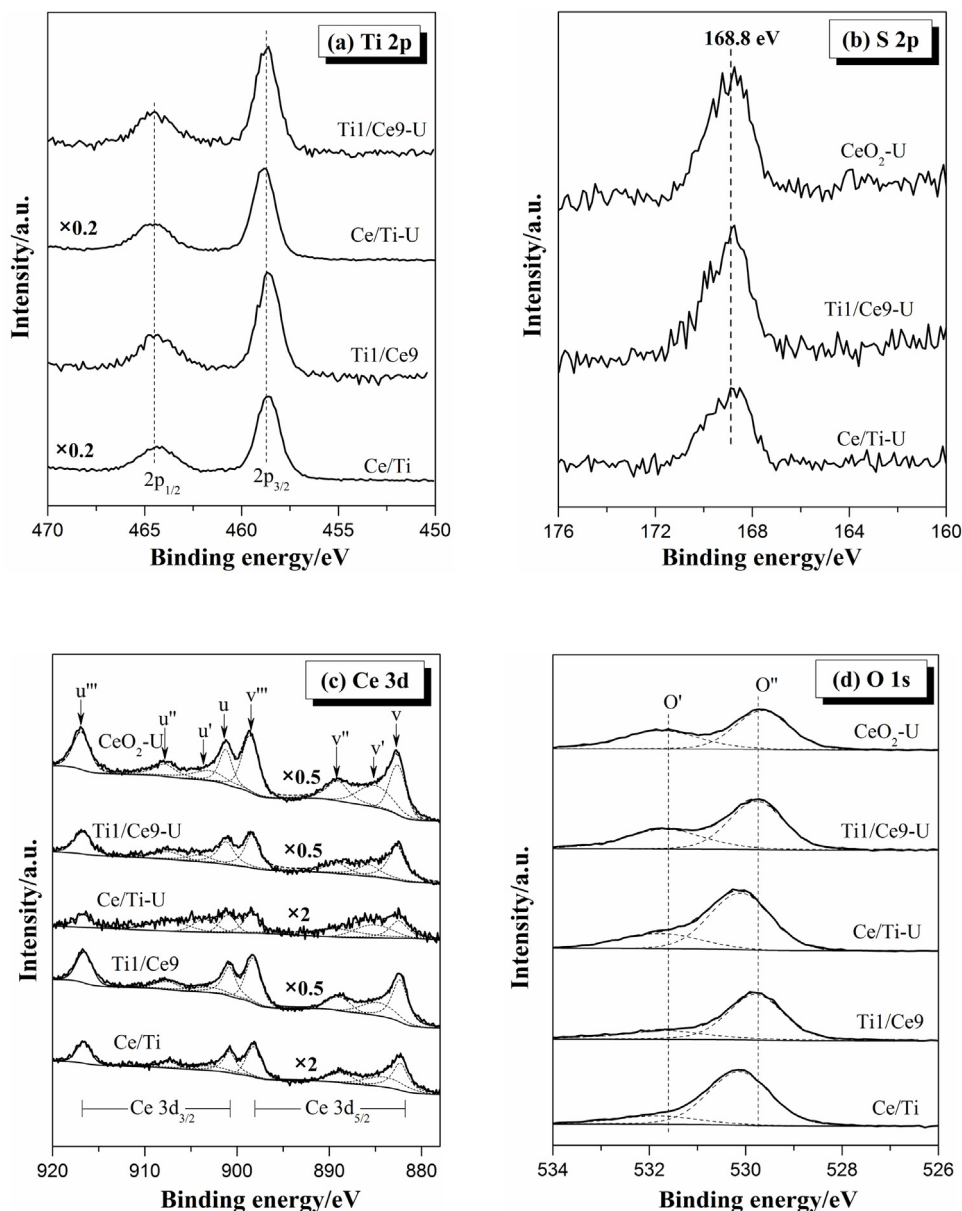 (a) Ti 2p
Ti1/Ce9-U
×0.2
Ce/Ti-U
Ti1/Ce9
×0.2
Ce/Ti
2p1/2
2p3/2
470 465 460 455 450
Binding energy/eV
Intensity/a.u.
(b) S 2p
168.8 eV
CeO2-U
Ti1/Ce9-U
Ce/Ti-U
176 172 168 164 160
Binding energy/eV
Intensity/a.u.
(c) Ce 3d
u''' u'' u' u v''' v'' v' v
CeO2-U
×0.5
Ti1/Ce9-U
×0.5
Ce/Ti-U
×2
Ti1/Ce9
×0.5
Ce/Ti
×2
Ce 3d3/2
Ce 3d5/2
920 910 900 890 880
Binding energy/eV
Intensity/a.u.
(d) O 1s
O' O''
CeO2-U
Ti1/Ce9-U
Ce/Ti-U
Ti1/Ce9
Ce/Ti
534 532 530 528 526
Binding energy/eV
Intensity/a.u.